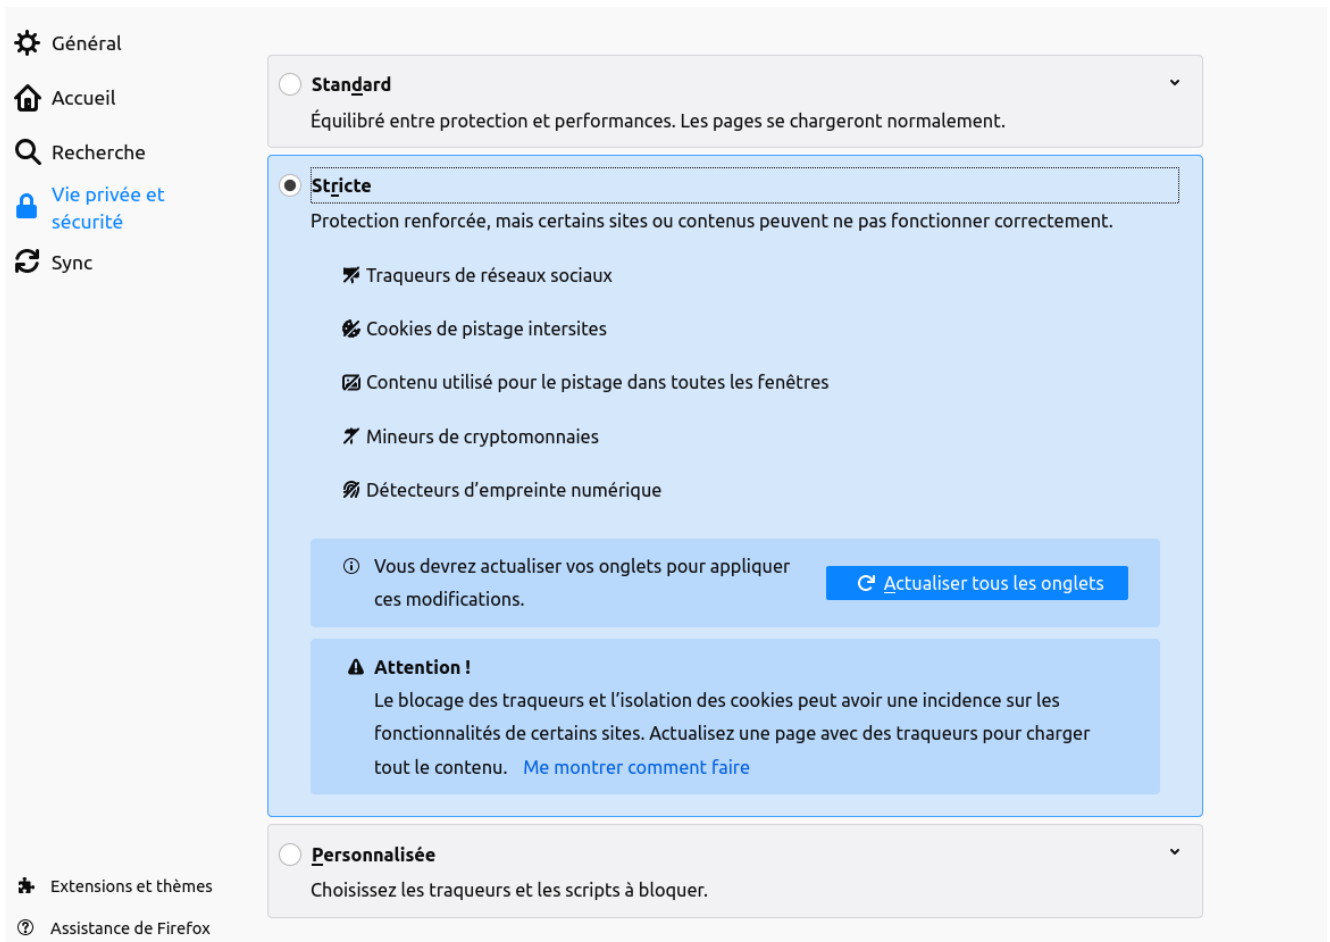 Général
Accueil
Recherche
Vie privée et
sécurité
Sync
Extensions et thèmes
Assistance de Firefox
Standard
Équilibré entre protection et performances. Les pages se chargeront normalement.
Stricte
Protection renforcée, mais certains sites ou contenus peuvent ne pas fonctionner correctement.
Traqueurs de réseaux sociaux
Cookies de pistage intersites
Contenu utilisé pour le pistage dans toutes les fenêtres
Mineurs de cryptomonnaies
Détecteurs d’empreinte numérique
Vous devrez actualiser vos onglets pour appliquer
ces modifications.
Actualiser tous les onglets
Attention !
Le blocage des traqueurs et l’isolation des cookies peut avoir une incidence sur les
fonctionnalités de certains sites. Actualisez une page avec des traqueurs pour charger
tout le contenu. Me montrer comment faire
Personnalisée
Choisissez les traqueurs et les scripts à bloquer.